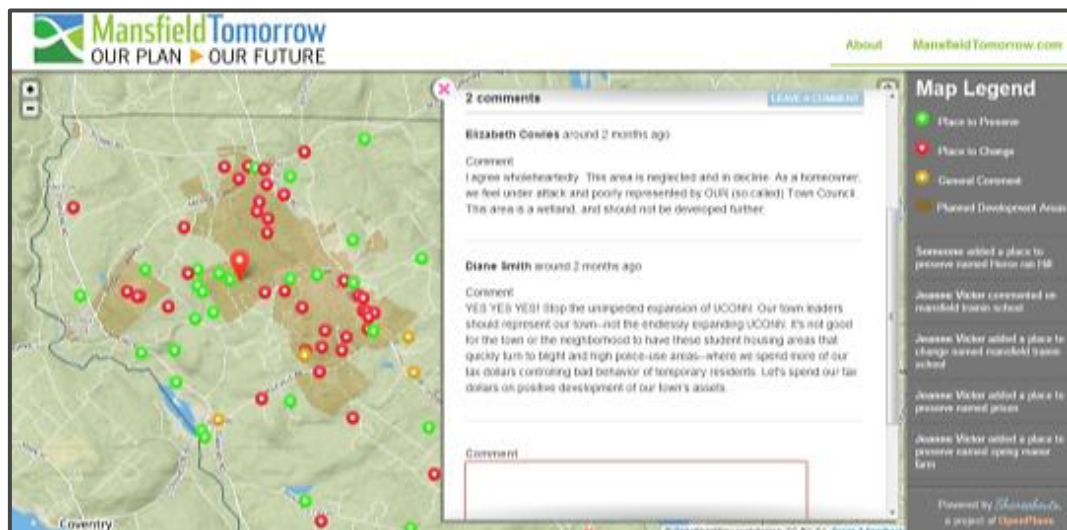 MansfieldTomorrow
OUR PLAN ▶ OUR FUTURE
About
MansfieldTomorrow.com
+
-
Coventry
2 comments
LEAVE A COMMENT
Elizabeth Cowles around 2 months ago
Comment
I agree wholeheartedly. This area is neglected and in decline. As a homeowner,
we feel under attack and poorly represented by OUR (so called) Town Council.
This area is a wetland, and should not be developed further.
Diane Smith around 2 months ago
Comment
YES YES YES! Stop the unimpeded expansion of UCONN. Our town leaders
should represent our town--not the endlessly expanding UCONN. It's not good
for the town or the neighborhood to have these student housing areas that
quickly turn to blight and high police-use areas--where we spend more of our
tax dollars controlling bad behavior of temporary residents. Let's spend our tax
dollars on positive development of our town's assets.
Comment
Map Legend
Place to Preserve
Place to Change
General Comment
Planned Development Areas
Someone added a place to
preserve named Horse Hill
Joanne Victor commented on
mansfield trainin school
Joanne Victor added a place to
change named mansfield trainin
school
Joanne Victor added a place to
preserve named prison
Joanne Victor added a place to
preserve named spring manor
farm
Powered by Shareabouts,
a project of OpenPlans